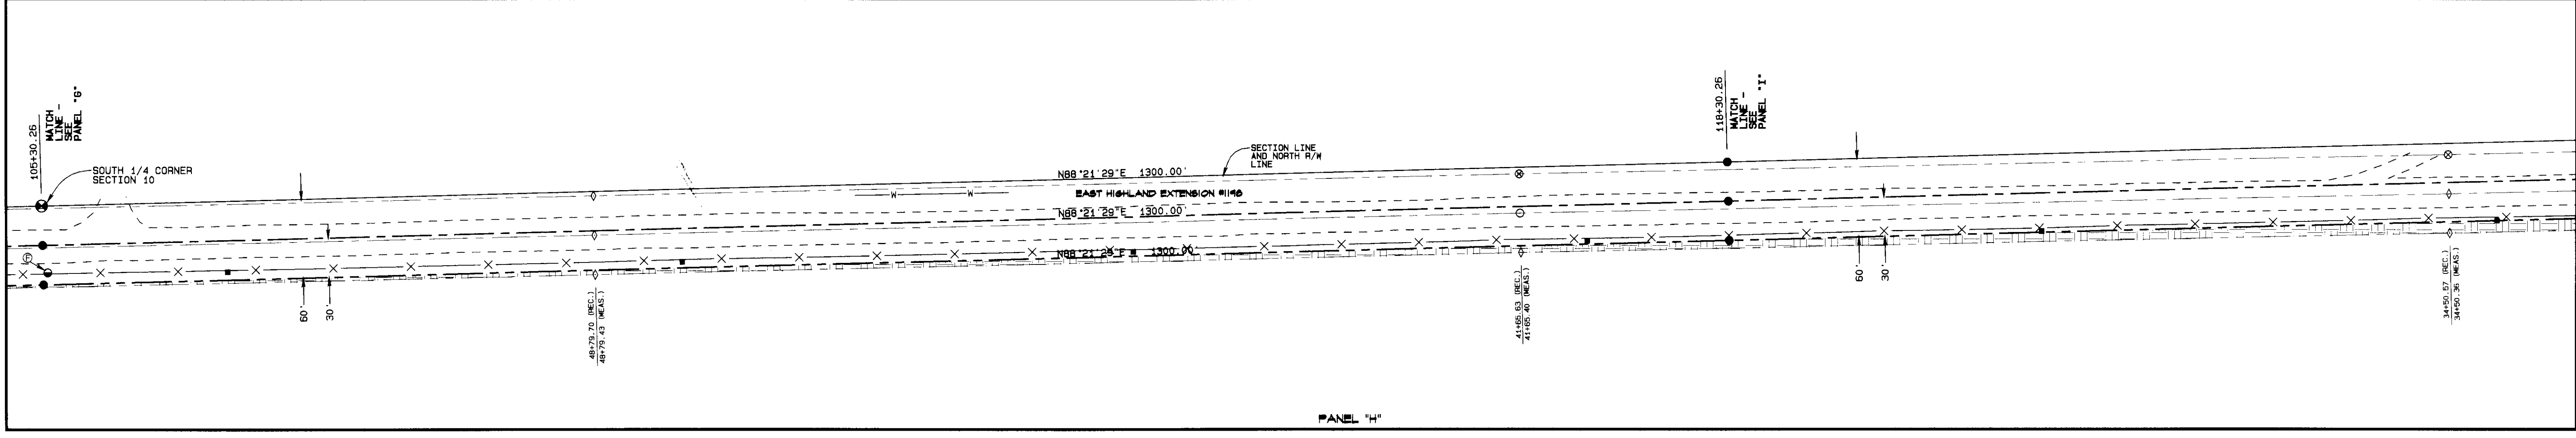 105+30.26
MATCH
LINE -
SEE
PANEL "G"
SOUTH 1/4 CORNER
SECTION 10
F
60'
30'
48+79.70 (REC.)
48+79.43 (MEAS.)
W
W
N88°21'29"E 1300.00'
EAST HIGHLAND EXTENSION #1196
N88°21'29"E 1300.00'
N88°21'29"E 1300.00'
SECTION LINE
AND NORTH R/W
LINE
41+65.63 (REC.)
41+65.40 (MEAS.)
118+30.26
MATCH
LINE -
SEE
PANEL "I"
60'
30'
34+50.57 (REC.)
34+50.36 (MEAS.)
PANEL "H"